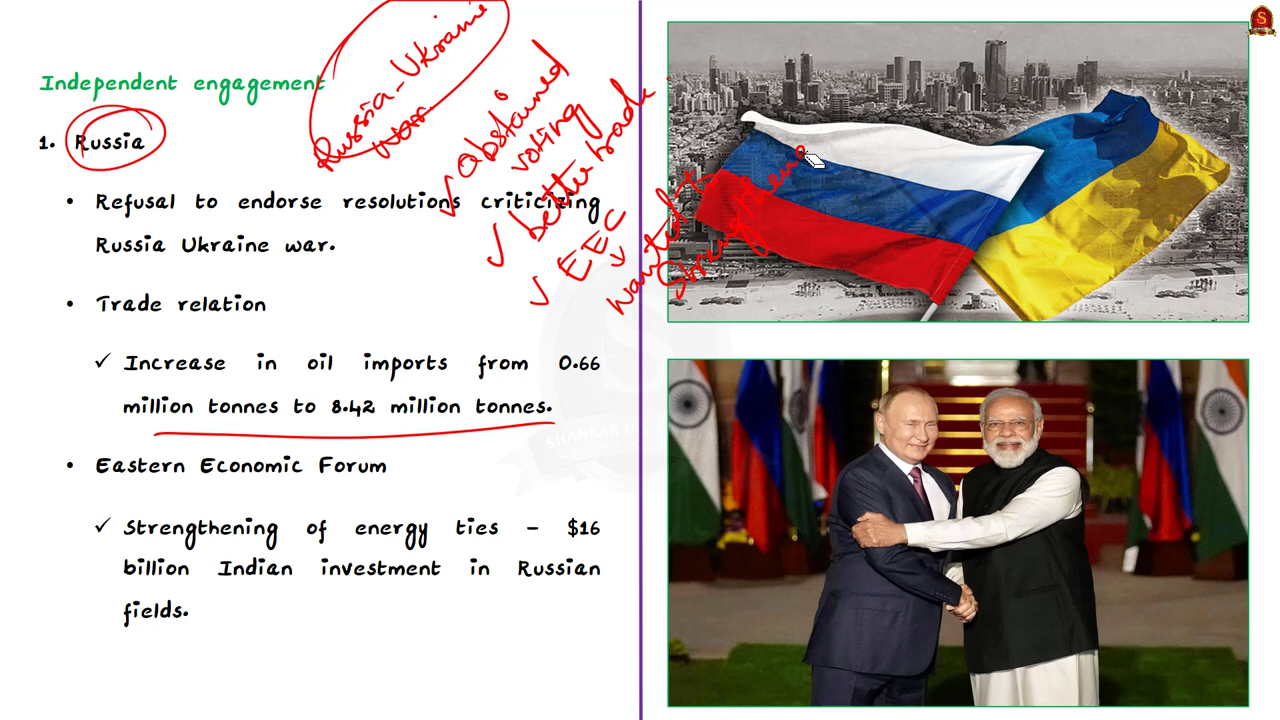 Independent engagement
1. Russia
• Refusal to endorse resolutions criticizing
Russia Ukraine war.
• Trade relation
✓ Increase in oil imports from 0.66
million tonnes to 8.42 million tonnes.
• Eastern Economic Forum
✓ Strengthening of energy ties – $16
billion Indian investment in Russian
fields.
Russia-Ukraine
war
✓ Abstained
voting
✓ better trade
✓ EEC
wanted to
S